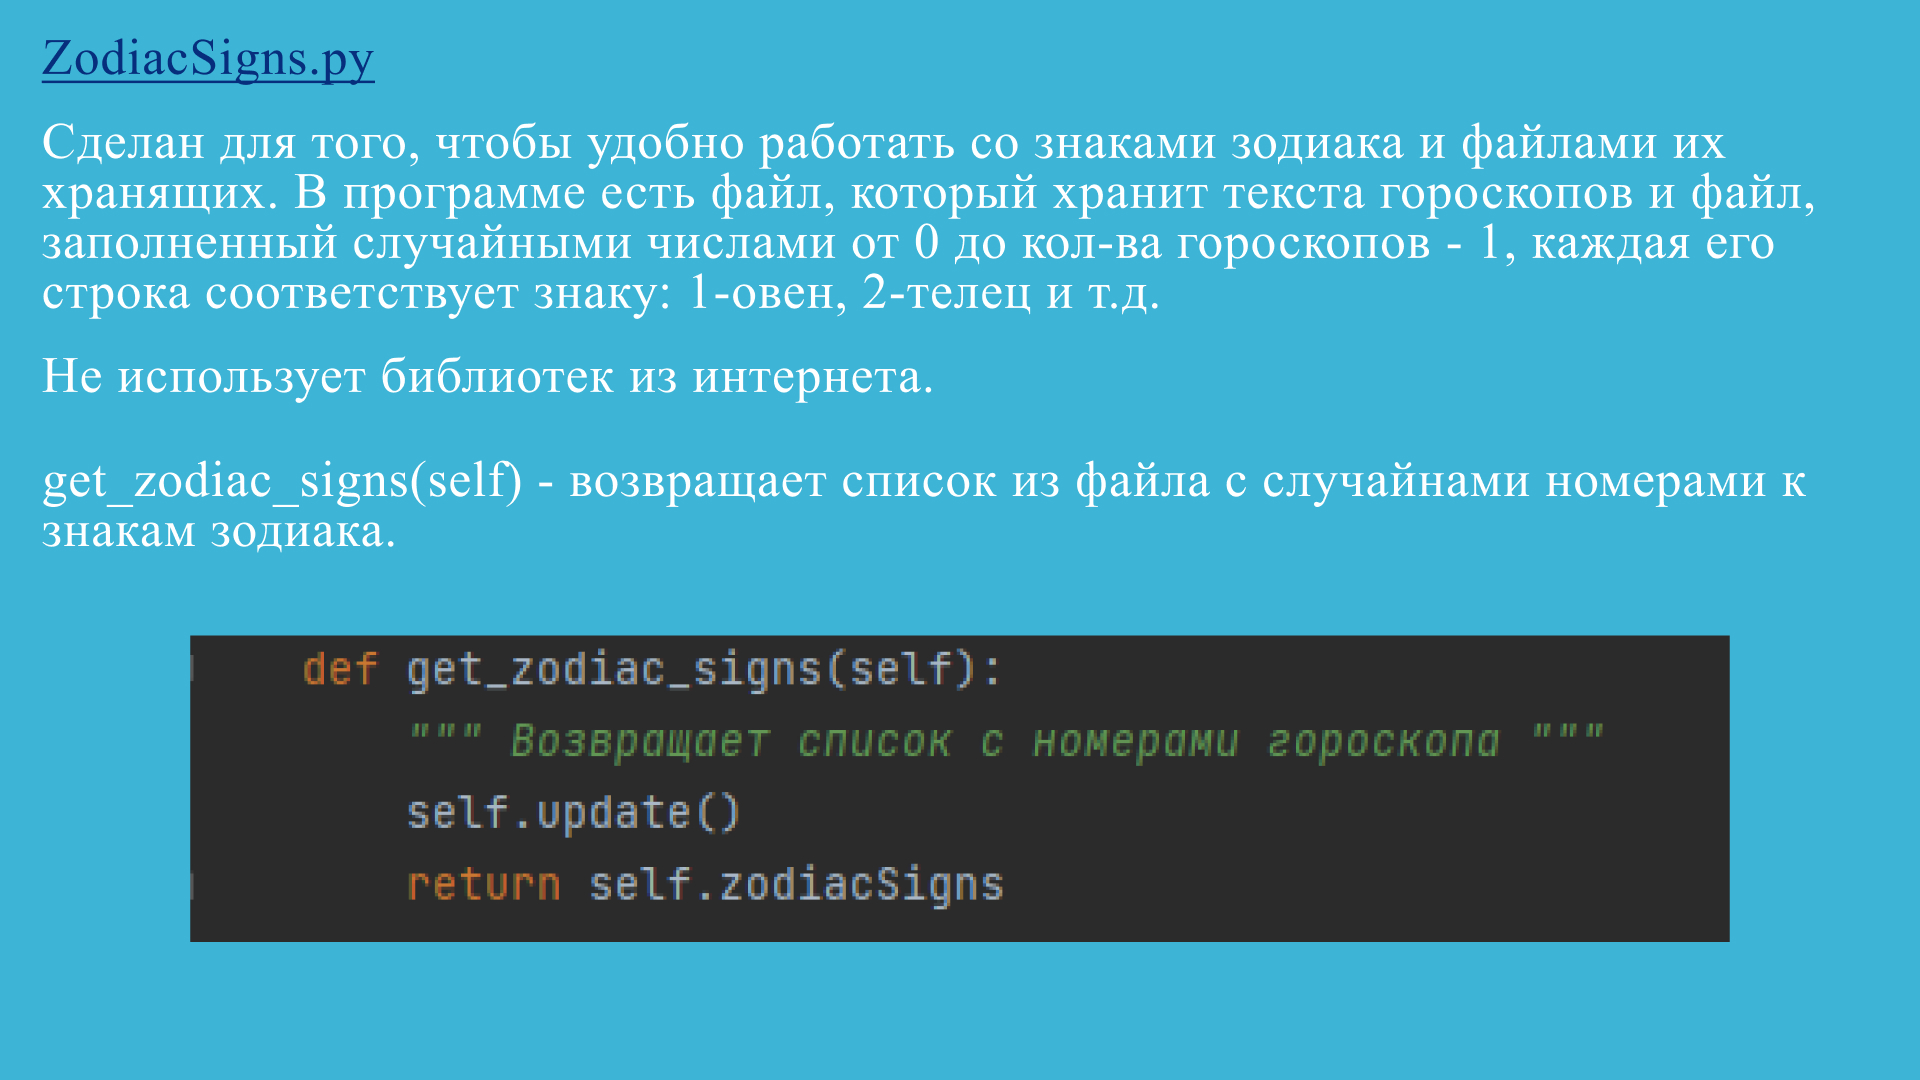 ZodiacSigns.py
Сделан для того, чтобы удобно работать со знаками зодиака и файлами их
хранящих. В программе есть файл, который хранит текста гороскопов и файл,
заполненный случайными числами от 0 до кол-ва гороскопов - 1, каждая его
строка соответствует знаку: 1-овен, 2-телец и т.д.
Не использует библиотек из интернета.
get_zodiac_signs(self) - возвращает список из файла с случайнами номерами к
знакам зодиака.
def get_zodiac_signs(self):
""" Возвращает список с номерами гороскопа """
self.update()
return self.zodiacSigns